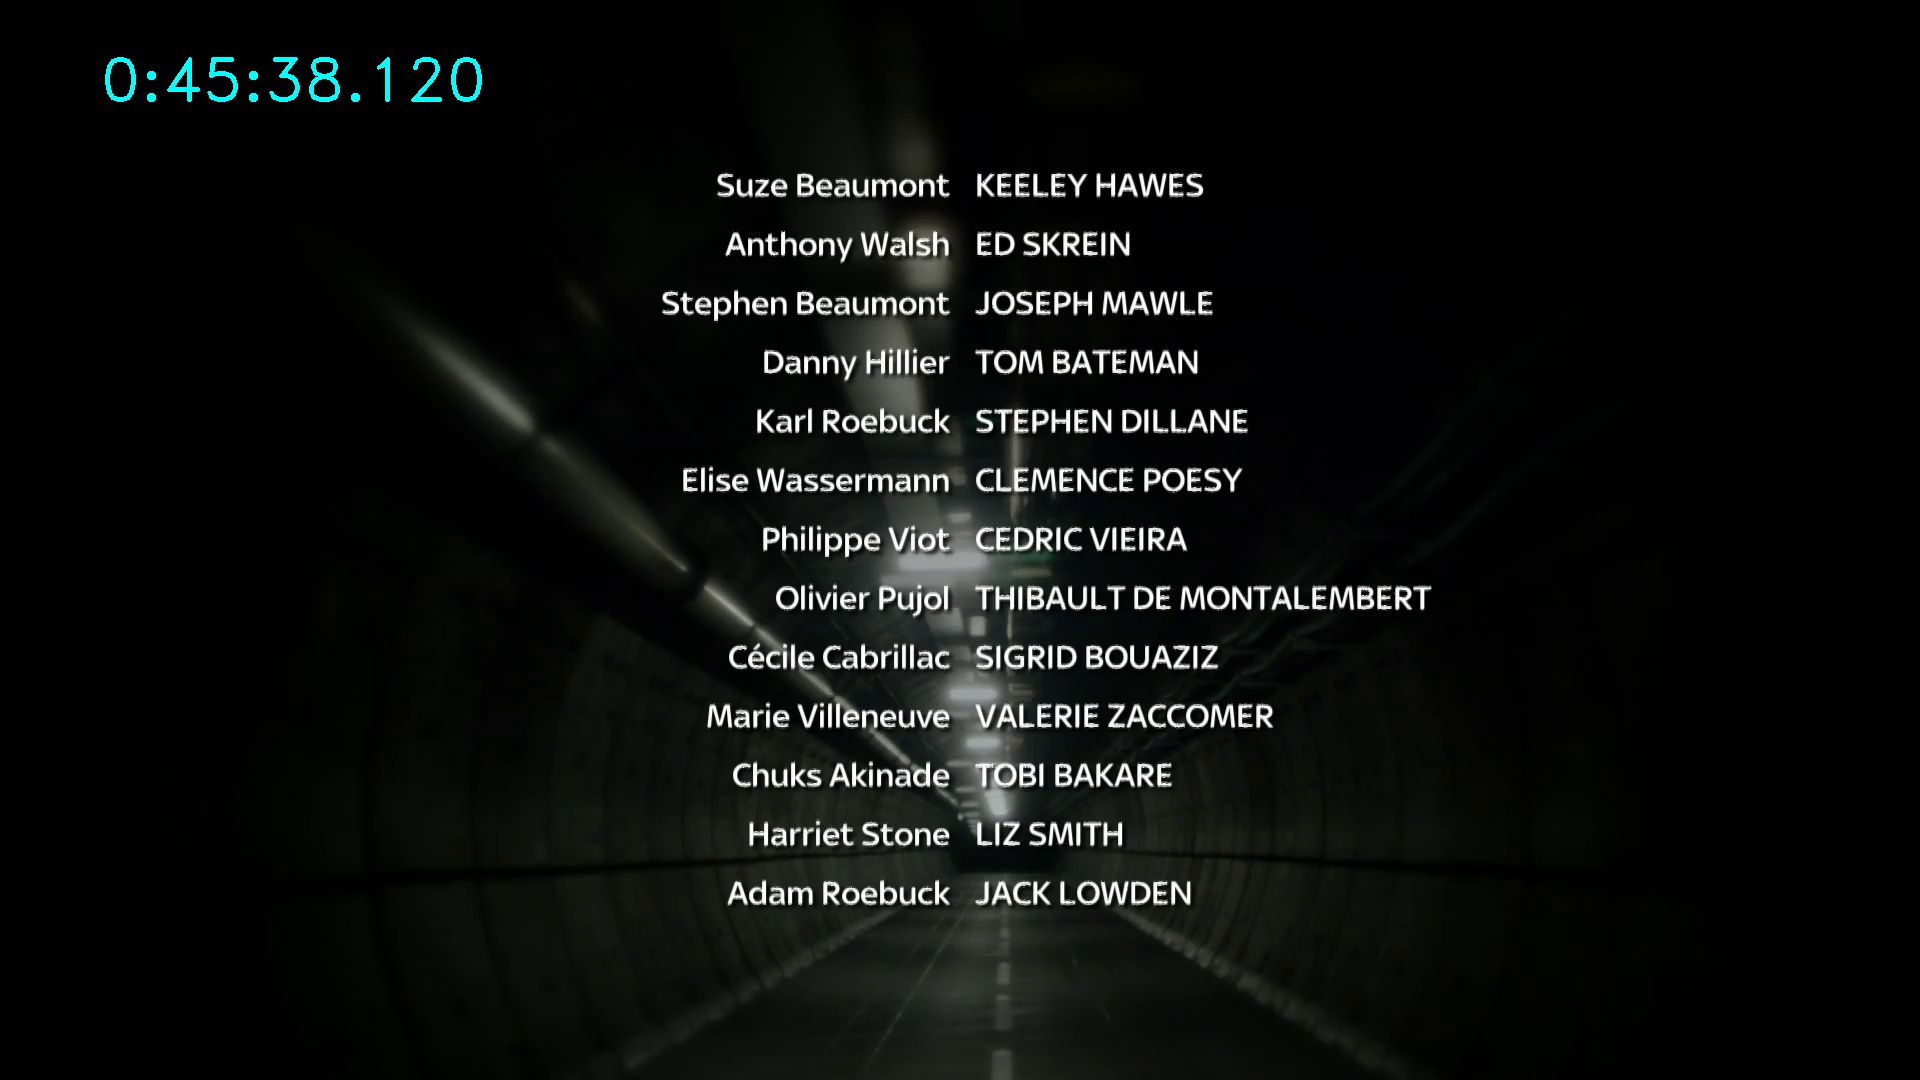 0:45:38.120
Suze Beaumont KEELEY HAWES
Anthony Walsh ED SKREIN
Stephen Beaumont JOSEPH MAWLE
Danny Hillier TOM BATEMAN
Karl Roebuck STEPHEN DILLANE
Elise Wassermann CLEMENCE POESY
Philippe Viot CEDRIC VIEIRA
Olivier Pujol THIBAULT DE MONTALEMBERT
Cécile Cabrillac SIGRID BOUAZIZ
Marie Villeneuve VALERIE ZACCOMER
Chuks Akinade TOBI BAKARE
Harriet Stone LIZ SMITH
Adam Roebuck JACK LOWDEN